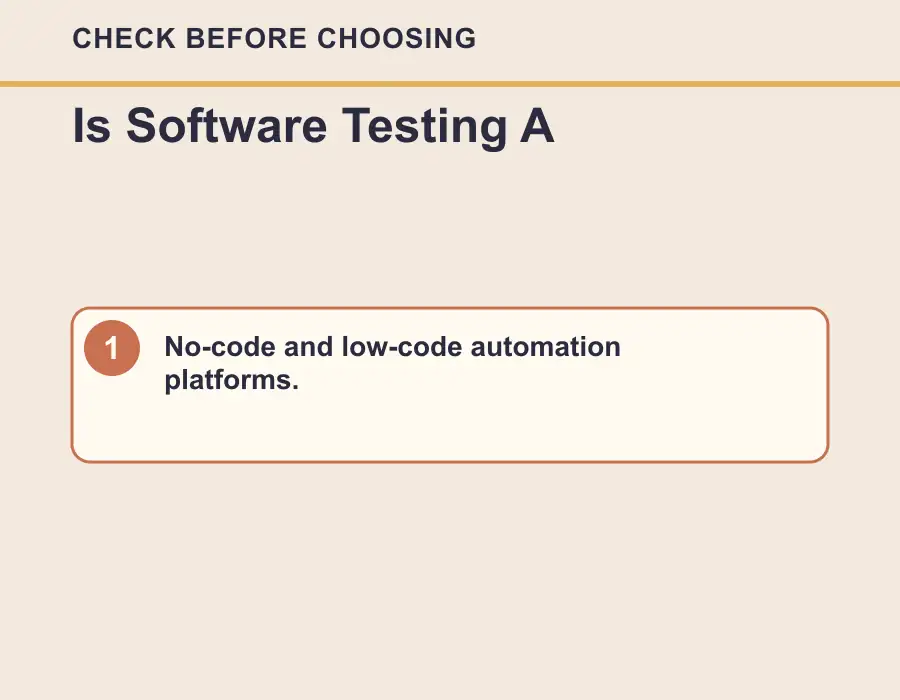 CHECK BEFORE CHOOSING
Is Software Testing A
1
No-code and low-code automation
platforms.